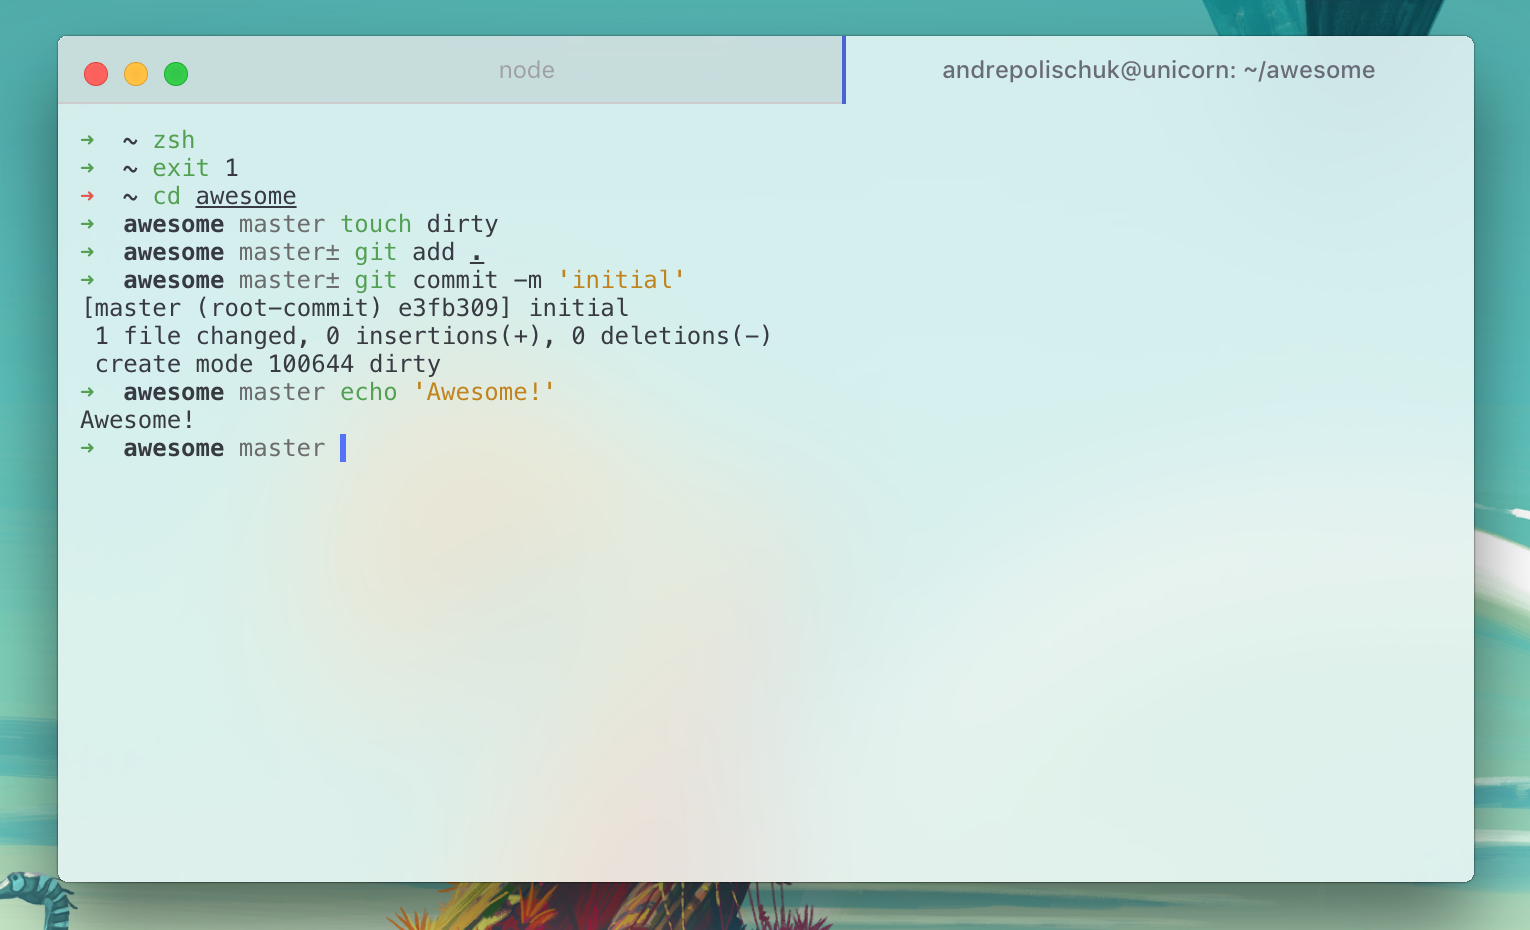 node
andrepolischuk@unicorn: ~/awesome
➜  ~ zsh
➜  ~ exit 1
➜  ~ cd awesome
➜  awesome master touch dirty
➜  awesome master± git add .
➜  awesome master± git commit -m 'initial'
[master (root-commit) e3fb309] initial
 1 file changed, 0 insertions(+), 0 deletions(-)
 create mode 100644 dirty
➜  awesome master echo 'Awesome!'
Awesome!
➜  awesome master